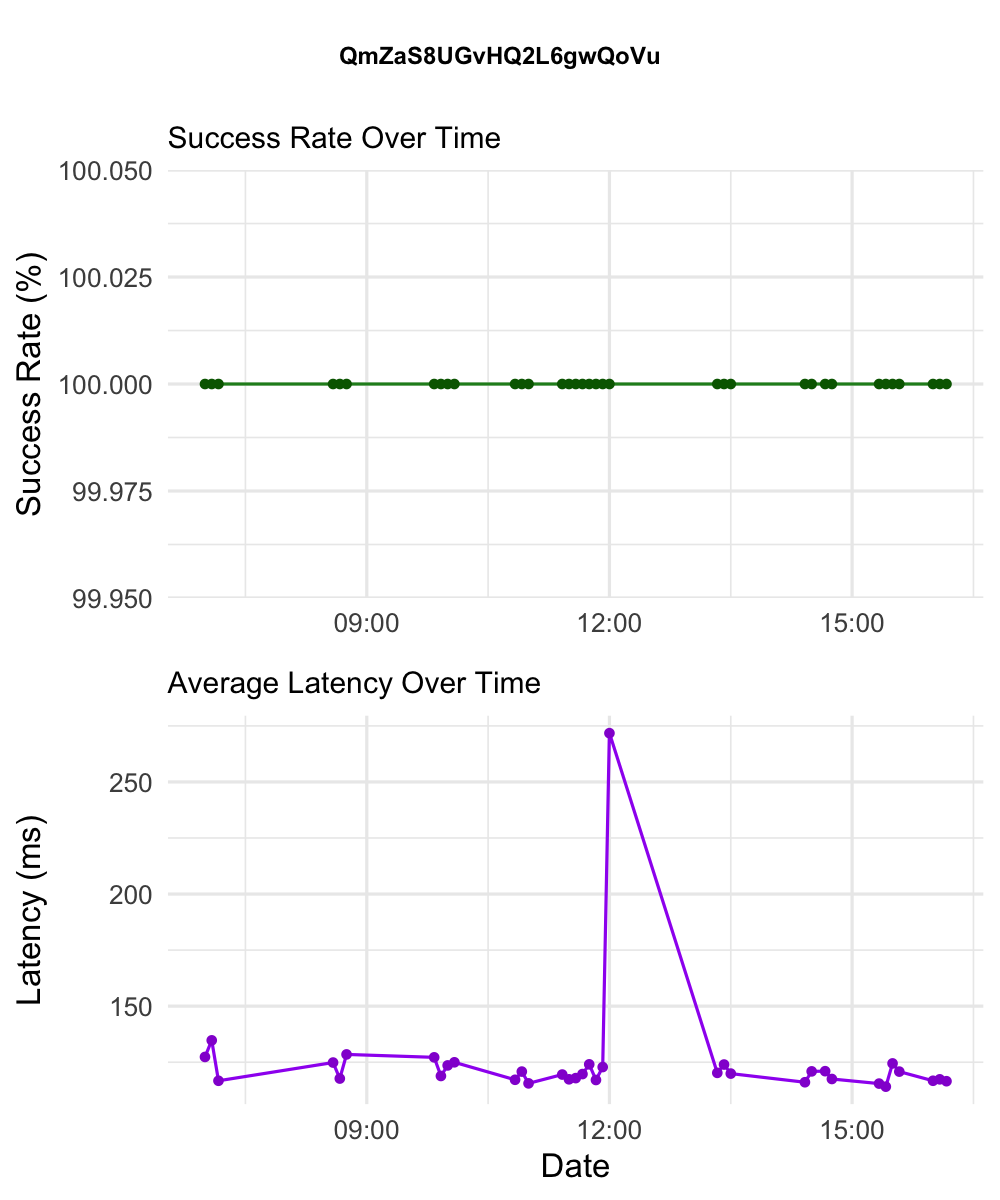 QmZaS8UGvHQ2L6gwQoVu
Success Rate Over Time
Success Rate (%)
100.050
100.025
100.000
99.975
99.950
09:00 12:00 15:00
Average Latency Over Time
Latency (ms)
250
200
150
09:00 12:00 15:00
Date